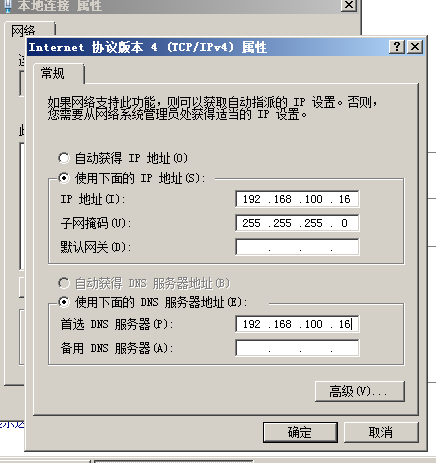 本地连接 属性
网络
Internet 协议版本 4 (TCP/IPv4) 属性
常规
如果网络支持此功能，则可以获取自动指派的 IP 设置。否则，
您需要从网络系统管理员处获得适当的 IP 设置。
自动获得 IP 地址(O)
使用下面的 IP 地址(S):
IP 地址(I): 192 .168 .100 .16
子网掩码(U): 255 .255 .255 .0
默认网关(D): . . .
自动获得 DNS 服务器地址(B)
使用下面的 DNS 服务器地址(E):
首选 DNS 服务器(P): 192 .168 .100 .16
备用 DNS 服务器(A): . . .
高级(V)...
确定 取消